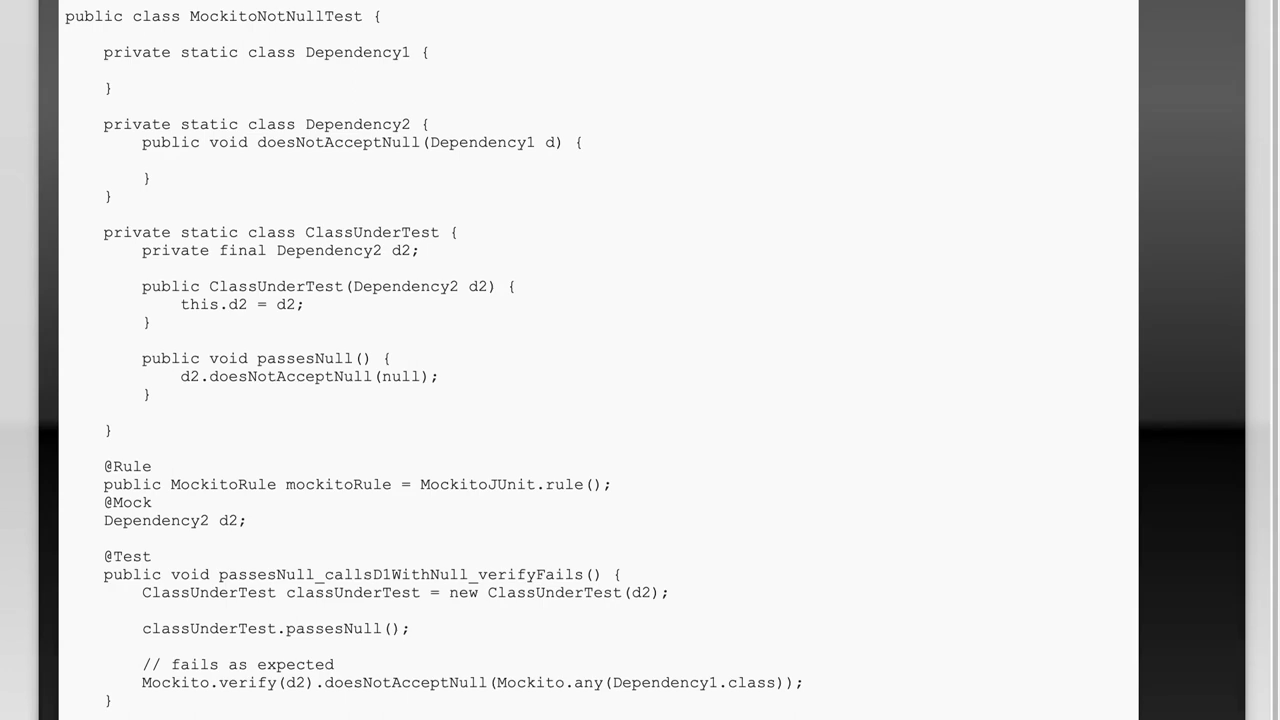 public class MockitoNotNullTest {
private static class Dependency1 {
}
private static class Dependency2 {
public void doesNotAcceptNull(Dependency1 d) {
}
}
private static class ClassUnderTest {
private final Dependency2 d2;
public ClassUnderTest(Dependency2 d2) {
this.d2 = d2;
}
public void passesNull() {
d2.doesNotAcceptNull(null);
}
}
@Rule
public MockitoRule mockitoRule = MockitoJUnit.rule();
@Mock
Dependency2 d2;
@Test
public void passesNull_callsD1WithNull_verifyFails() {
ClassUnderTest classUnderTest = new ClassUnderTest(d2);
classUnderTest.passesNull();
// fails as expected
Mockito.verify(d2).doesNotAcceptNull(Mockito.any(Dependency1.class));
}